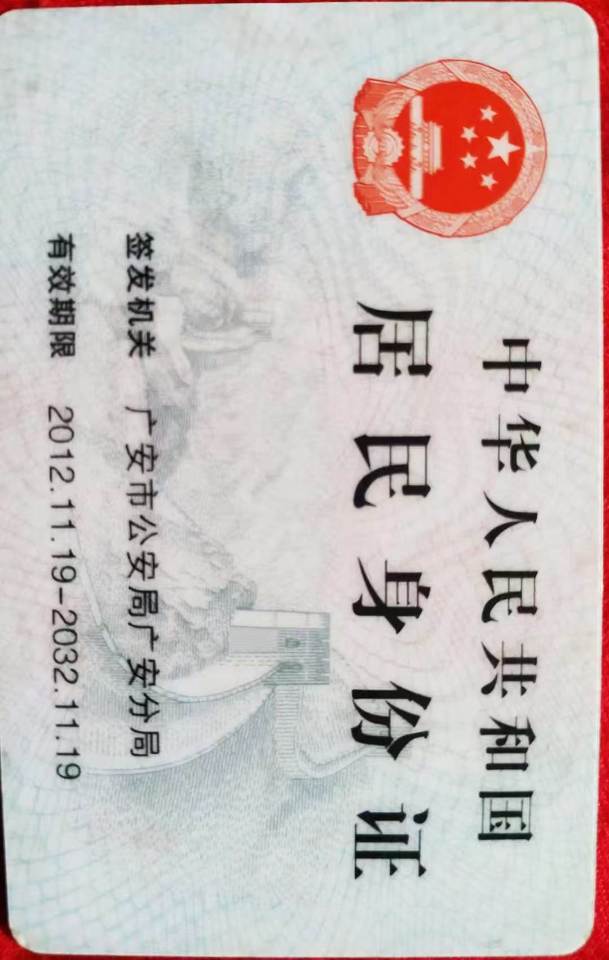 中华人民共和国
居民身份证
签发机关 广安市公安局广安分局
有效期限 2012.11.19-2032.11.19